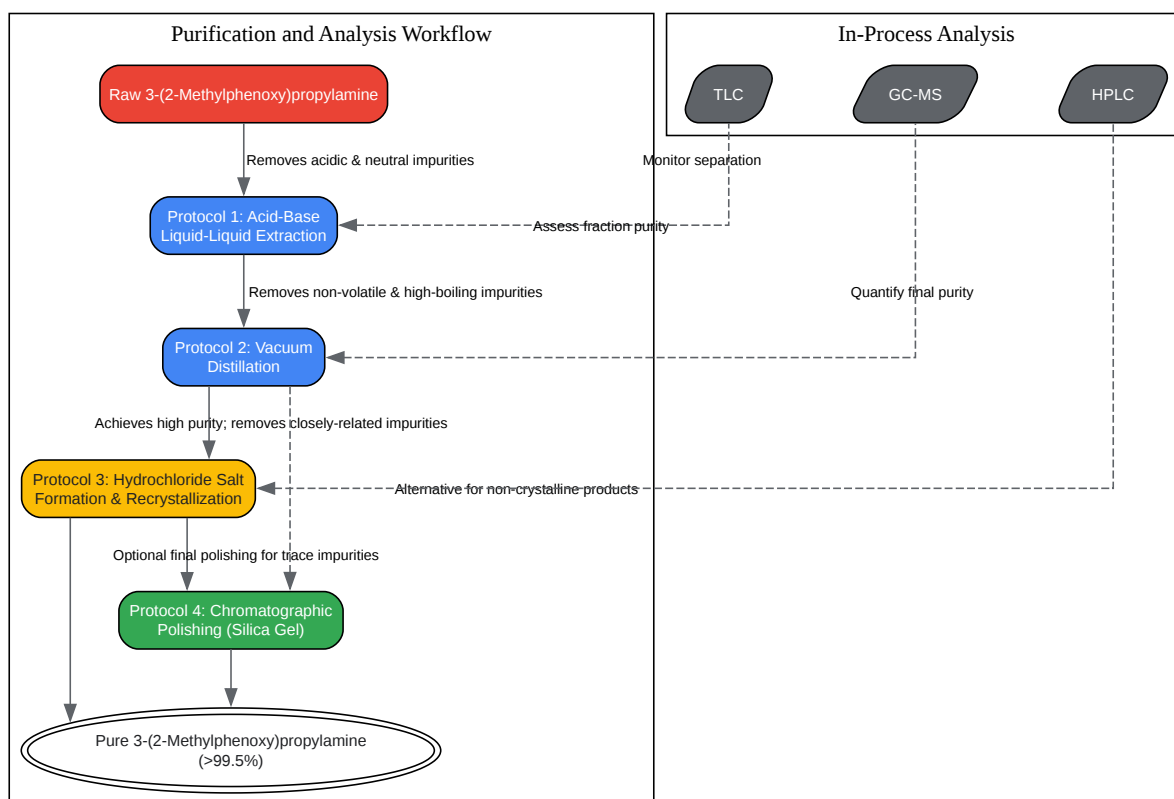 Purification and Analysis Workflow
In-Process Analysis
Raw 3-(2-Methylphenoxy)propylamine
TLC
GC-MS
HPLC
Removes acidic & neutral impurities
Monitor separation
Protocol 1: Acid-Base
Liquid-Liquid Extraction
Assess fraction purity
Removes non-volatile & high-boiling impurities
Quantify final purity
Protocol 2: Vacuum
Distillation
Achieves high purity; removes closely-related impurities
Protocol 3: Hydrochloride Salt
Formation & Recrystallization
Alternative for non-crystalline products
Optional final polishing for trace impurities
Protocol 4: Chromatographic
Polishing (Silica Gel)
Pure 3-(2-Methylphenoxy)propylamine
(>99.5%)